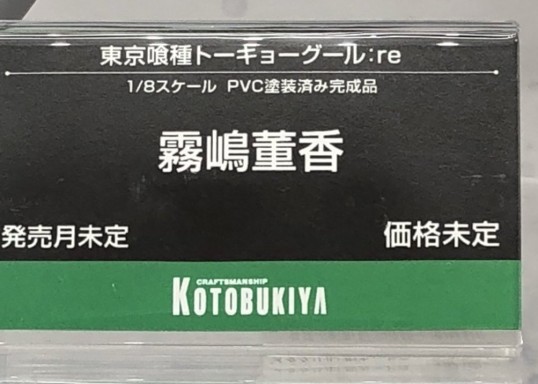 東京喰種トーキョーグール:re
1/8スケール PVC塗装済み完成品
霧嶋董香
発売月未定
価格未定
CRAFTSMANSHIP
KOTOBUKIYA